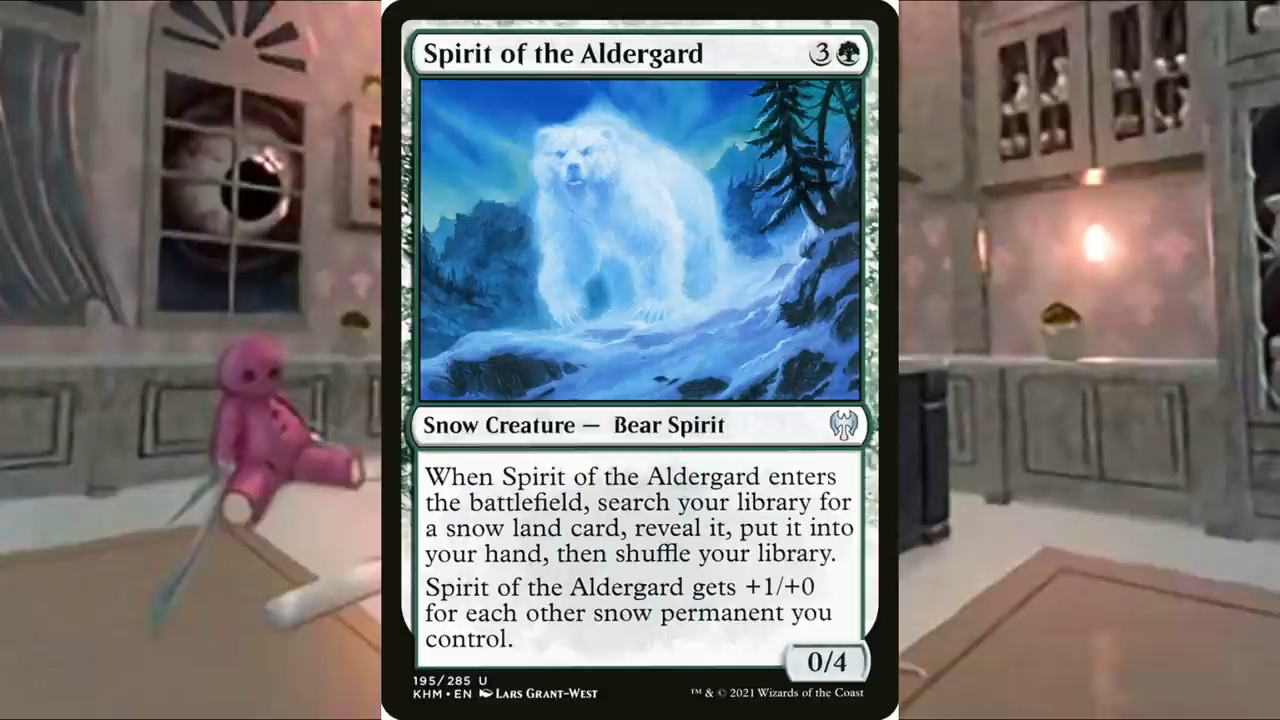 Spirit of the Aldergard 3
Snow Creature — Bear Spirit
When Spirit of the Aldergard enters
the battlefield, search your library for
a snow land card, reveal it, put it into
your hand, then shuffle your library.
Spirit of the Aldergard gets +1/+0
for each other snow permanent you
control.
0/4
195/285 U
KHM • EN Lars Grant-West
™ & © 2021 Wizards of the Coast